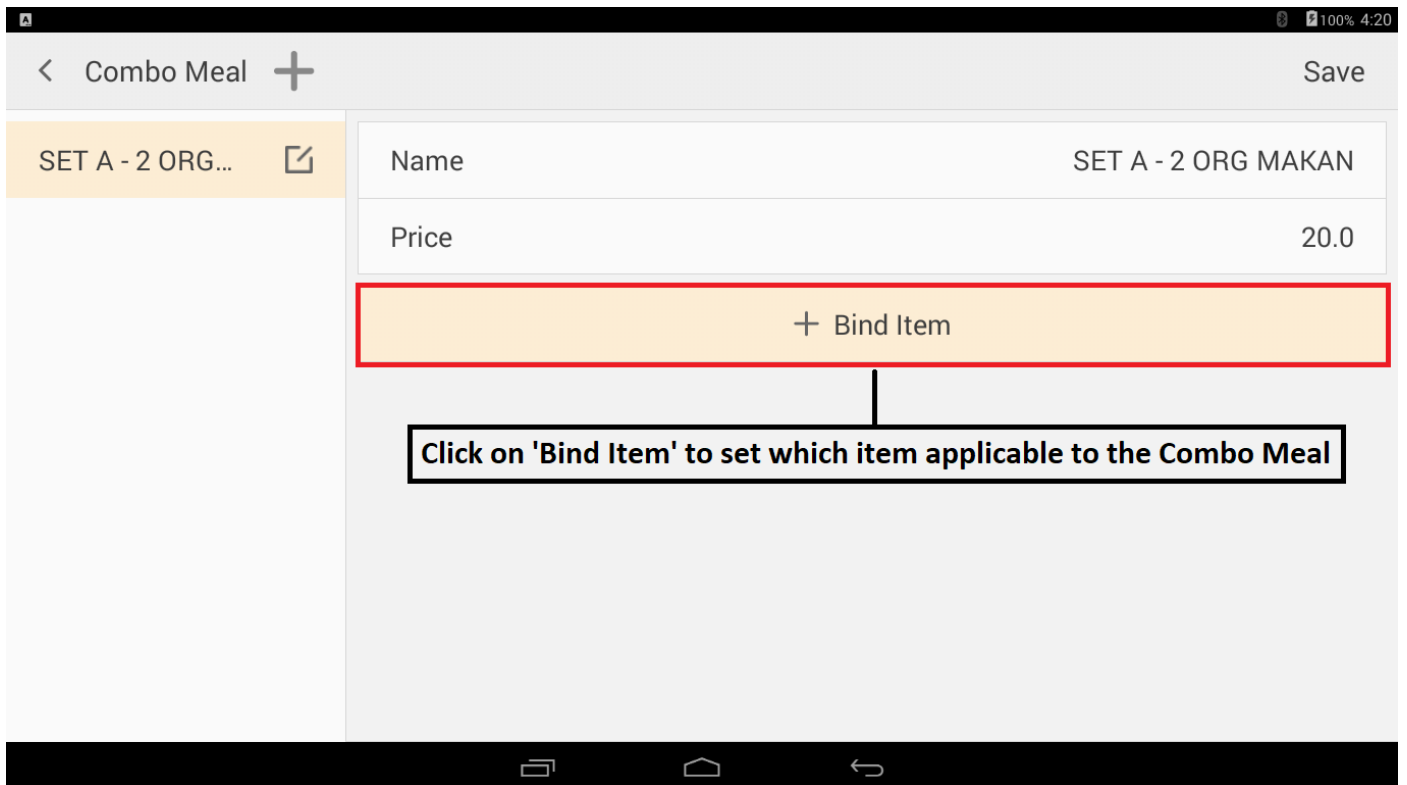 A
100% 4:20
Combo Meal
Save
SET A - 2 ORG...
Name
SET A - 2 ORG MAKAN
Price
20.0
+ Bind Item
Click on 'Bind Item' to set which item applicable to the Combo Meal